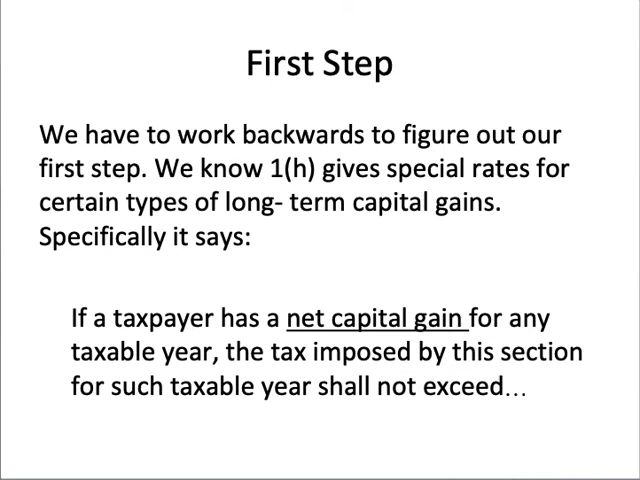 First Step
We have to work backwards to figure out our
first step. We know 1(h) gives special rates for
certain types of long- term capital gains.
Specifically it says:
If a taxpayer has a net capital gain for any
taxable year, the tax imposed by this section
for such taxable year shall not exceed…